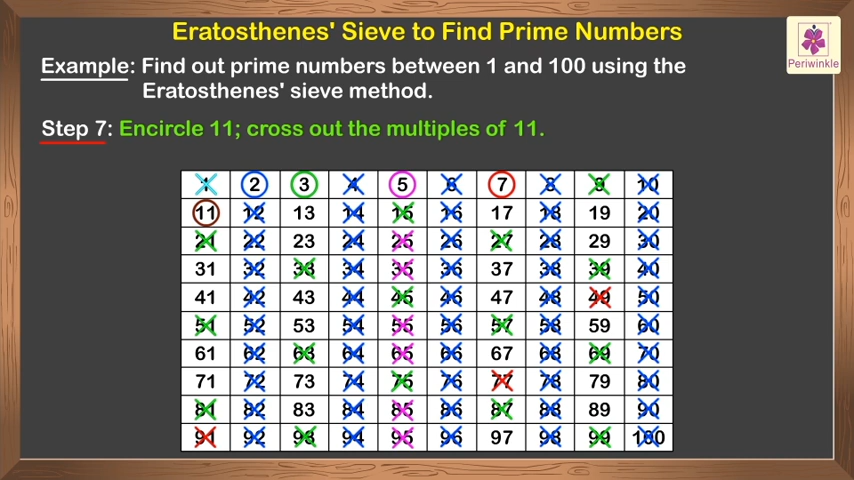 Eratosthenes' Sieve to Find Prime Numbers
Periwinkle
Example: Find out prime numbers between 1 and 100 using the
Eratosthenes' sieve method.
Step 7: Encircle 11; cross out the multiples of 11.
1 2 3 4 5 6 7 8 9 10
11 12 13 14 15 16 17 18 19 20
21 22 23 24 25 26 27 28 29 30
31 32 33 34 35 36 37 38 39 40
41 42 43 44 45 46 47 48 49 50
51 52 53 54 55 56 57 58 59 60
61 62 63 64 65 66 67 68 69 70
71 72 73 74 75 76 77 78 79 80
81 82 83 84 85 86 87 88 89 90
91 92 93 94 95 96 97 98 99 100